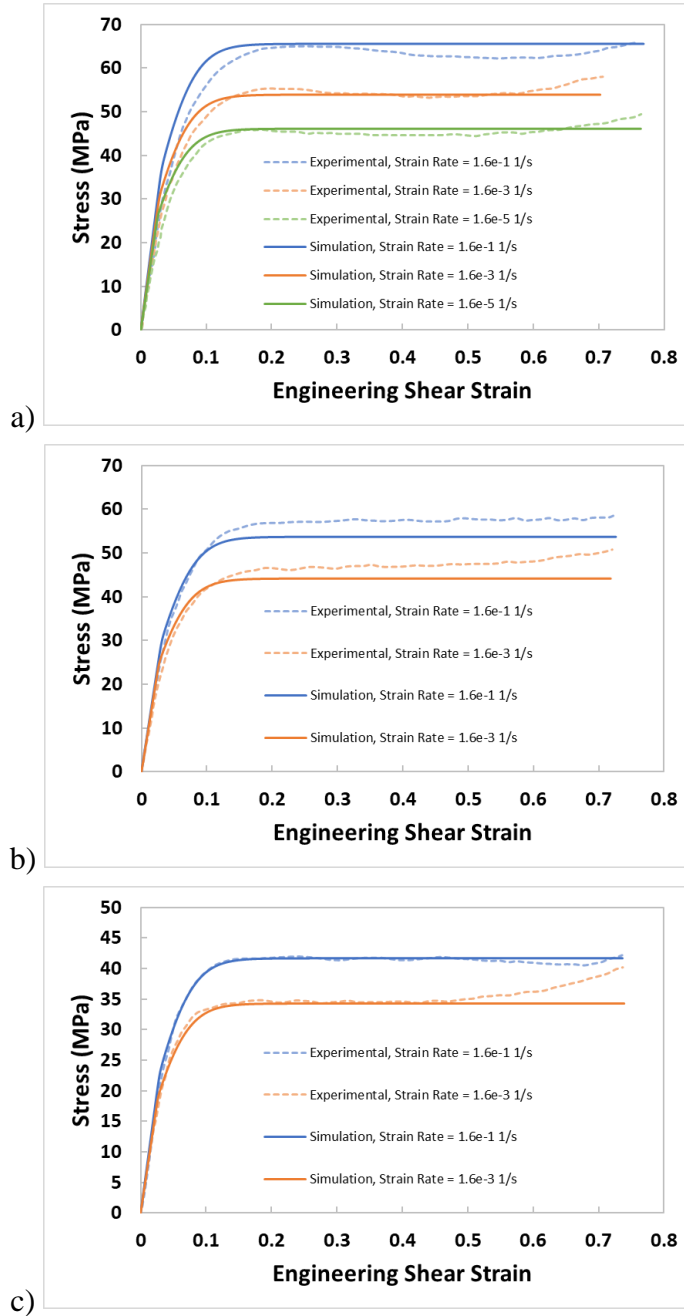 70
60
50
40
30
20
10
0
Stress (MPa)
Experimental, Strain Rate = 1.6e-1 1/s
Experimental, Strain Rate = 1.6e-3 1/s
Experimental, Strain Rate = 1.6e-5 1/s
Simulation, Strain Rate = 1.6e-1 1/s
Simulation, Strain Rate = 1.6e-3 1/s
Simulation, Strain Rate = 1.6e-5 1/s
0 0.1 0.2 0.3 0.4 0.5 0.6 0.7 0.8
Engineering Shear Strain
a)
70
60
50
40
30
20
10
0
Stress (MPa)
Experimental, Strain Rate = 1.6e-1 1/s
Experimental, Strain Rate = 1.6e-3 1/s
Simulation, Strain Rate = 1.6e-1 1/s
Simulation, Strain Rate = 1.6e-3 1/s
0 0.1 0.2 0.3 0.4 0.5 0.6 0.7 0.8
Engineering Shear Strain
b)
50
45
40
35
30
25
20
15
10
5
0
Stress (MPa)
Experimental, Strain Rate = 1.6e-1 1/s
Experimental, Strain Rate = 1.6e-3 1/s
Simulation, Strain Rate = 1.6e-1 1/s
Simulation, Strain Rate = 1.6e-3 1/s
0 0.1 0.2 0.3 0.4 0.5 0.6 0.7 0.8
Engineering Shear Strain
c)